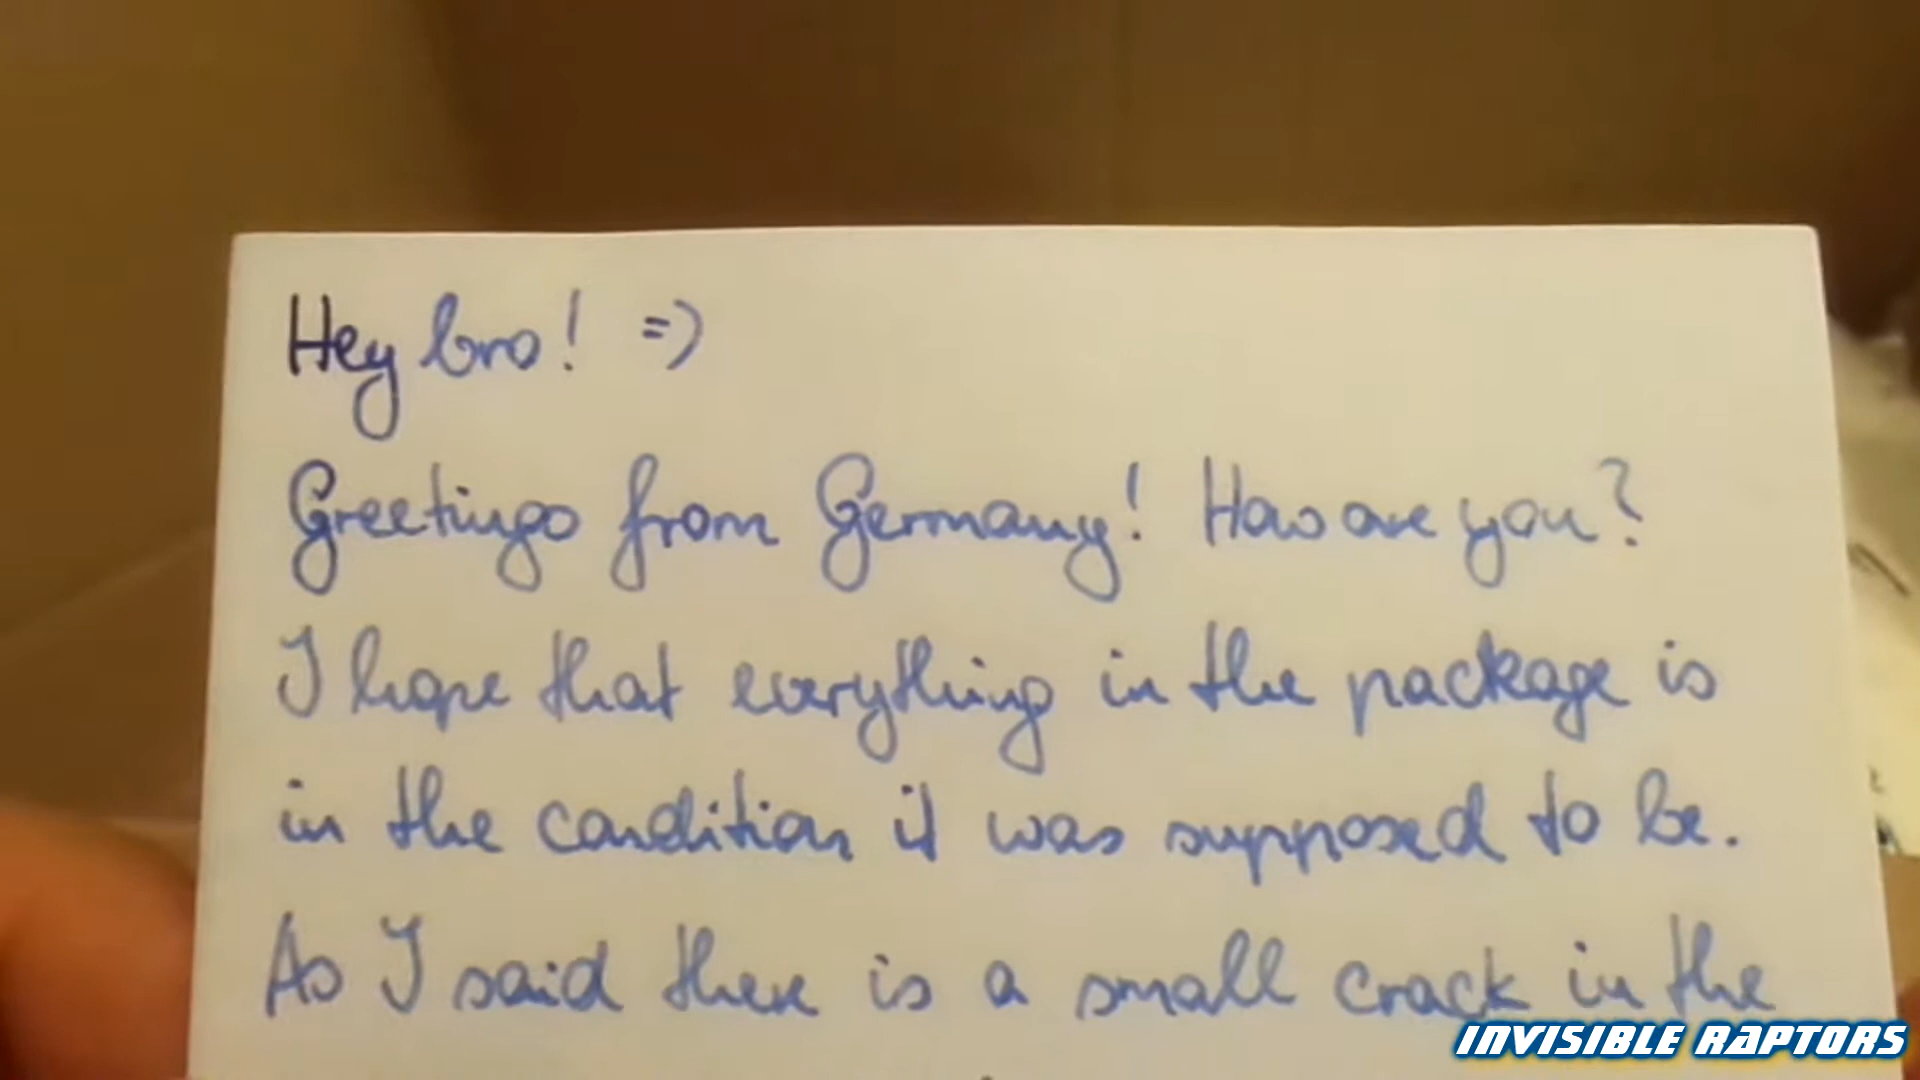 Hey bro! =)
Greetings from Germany! How are you?
I hope that everything in the package is
in the condition it was supposed to be.
As I said there is a small crack in the
INVISIBLE RAPTORS